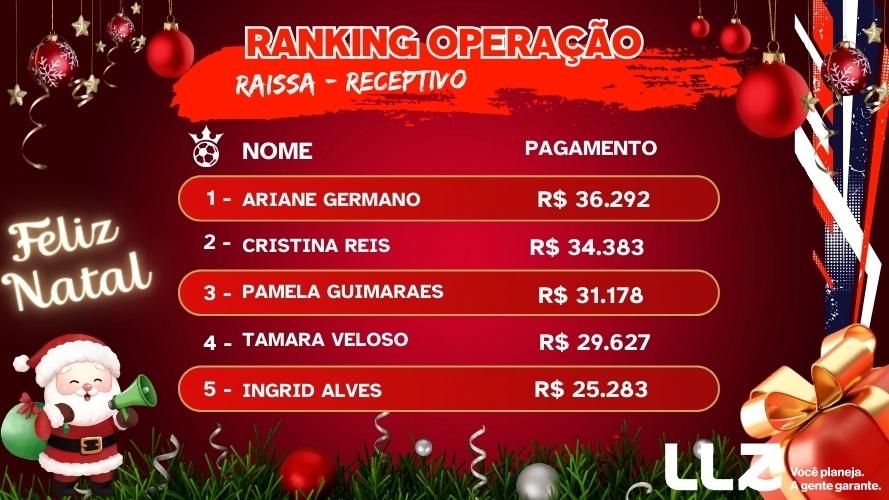 RANKING OPERAÇÃO
RAISSA - RECEPTIVO
NOME PAGAMENTO
1 - ARIANE GERMANO R$ 36.292
2 - CRISTINA REIS R$ 34.383
3 - PAMELA GUIMARAES R$ 31.178
4 - TAMARA VELOSO R$ 29.627
5 - INGRID ALVES R$ 25.283
Feliz
Natal
LLZ
Você planeja.
A gente garante.